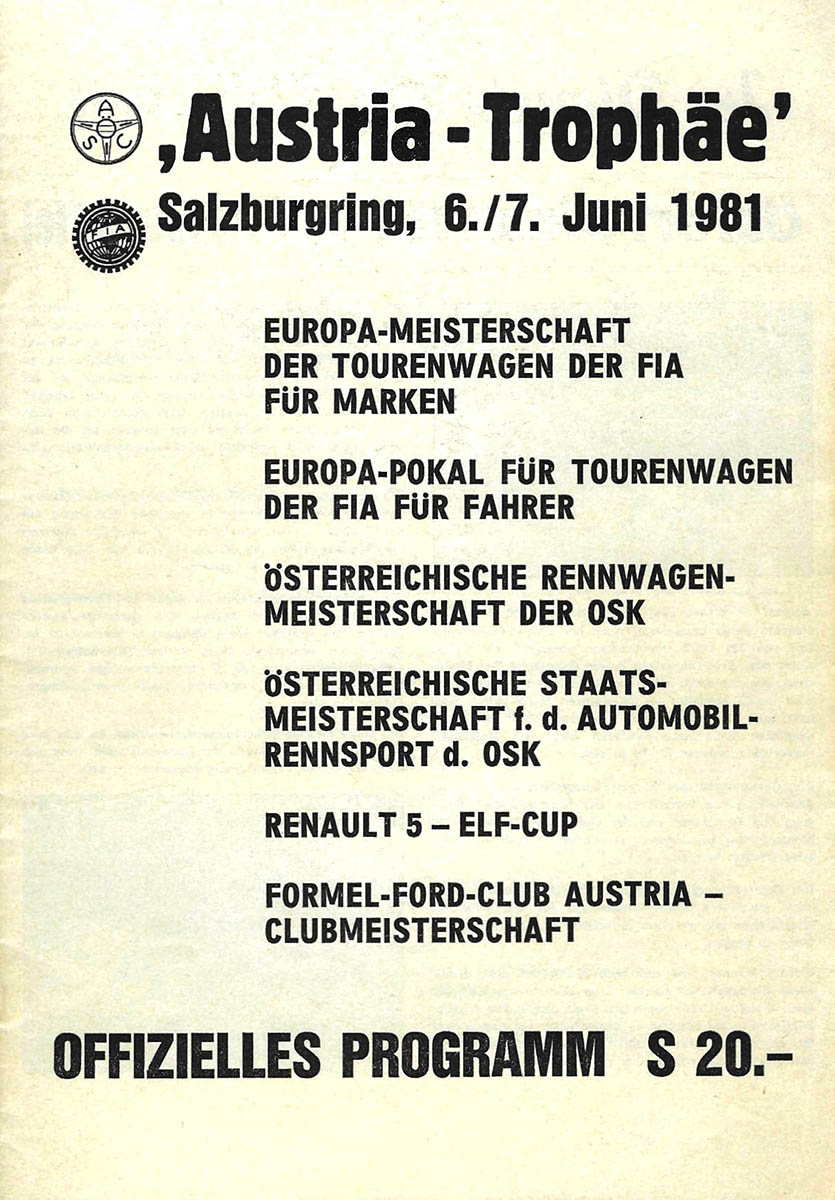 ‚Austria - Trophäe’
S C
FIA
Salzburgring, 6./7. Juni 1981
EUROPA-MEISTERSCHAFT
DER TOURENWAGEN DER FIA
FÜR MARKEN
EUROPA-POKAL FÜR TOURENWAGEN
DER FIA FÜR FAHRER
ÖSTERREICHISCHE RENNWAGEN-
MEISTERSCHAFT DER OSK
ÖSTERREICHISCHE STAATS-
MEISTERSCHAFT f. d. AUTOMOBIL-
RENNSPORT d. OSK
RENAULT 5 – ELF-CUP
FORMEL-FORD-CLUB AUSTRIA –
CLUBMEISTERSCHAFT
OFFIZIELLES PROGRAMM S 20.–